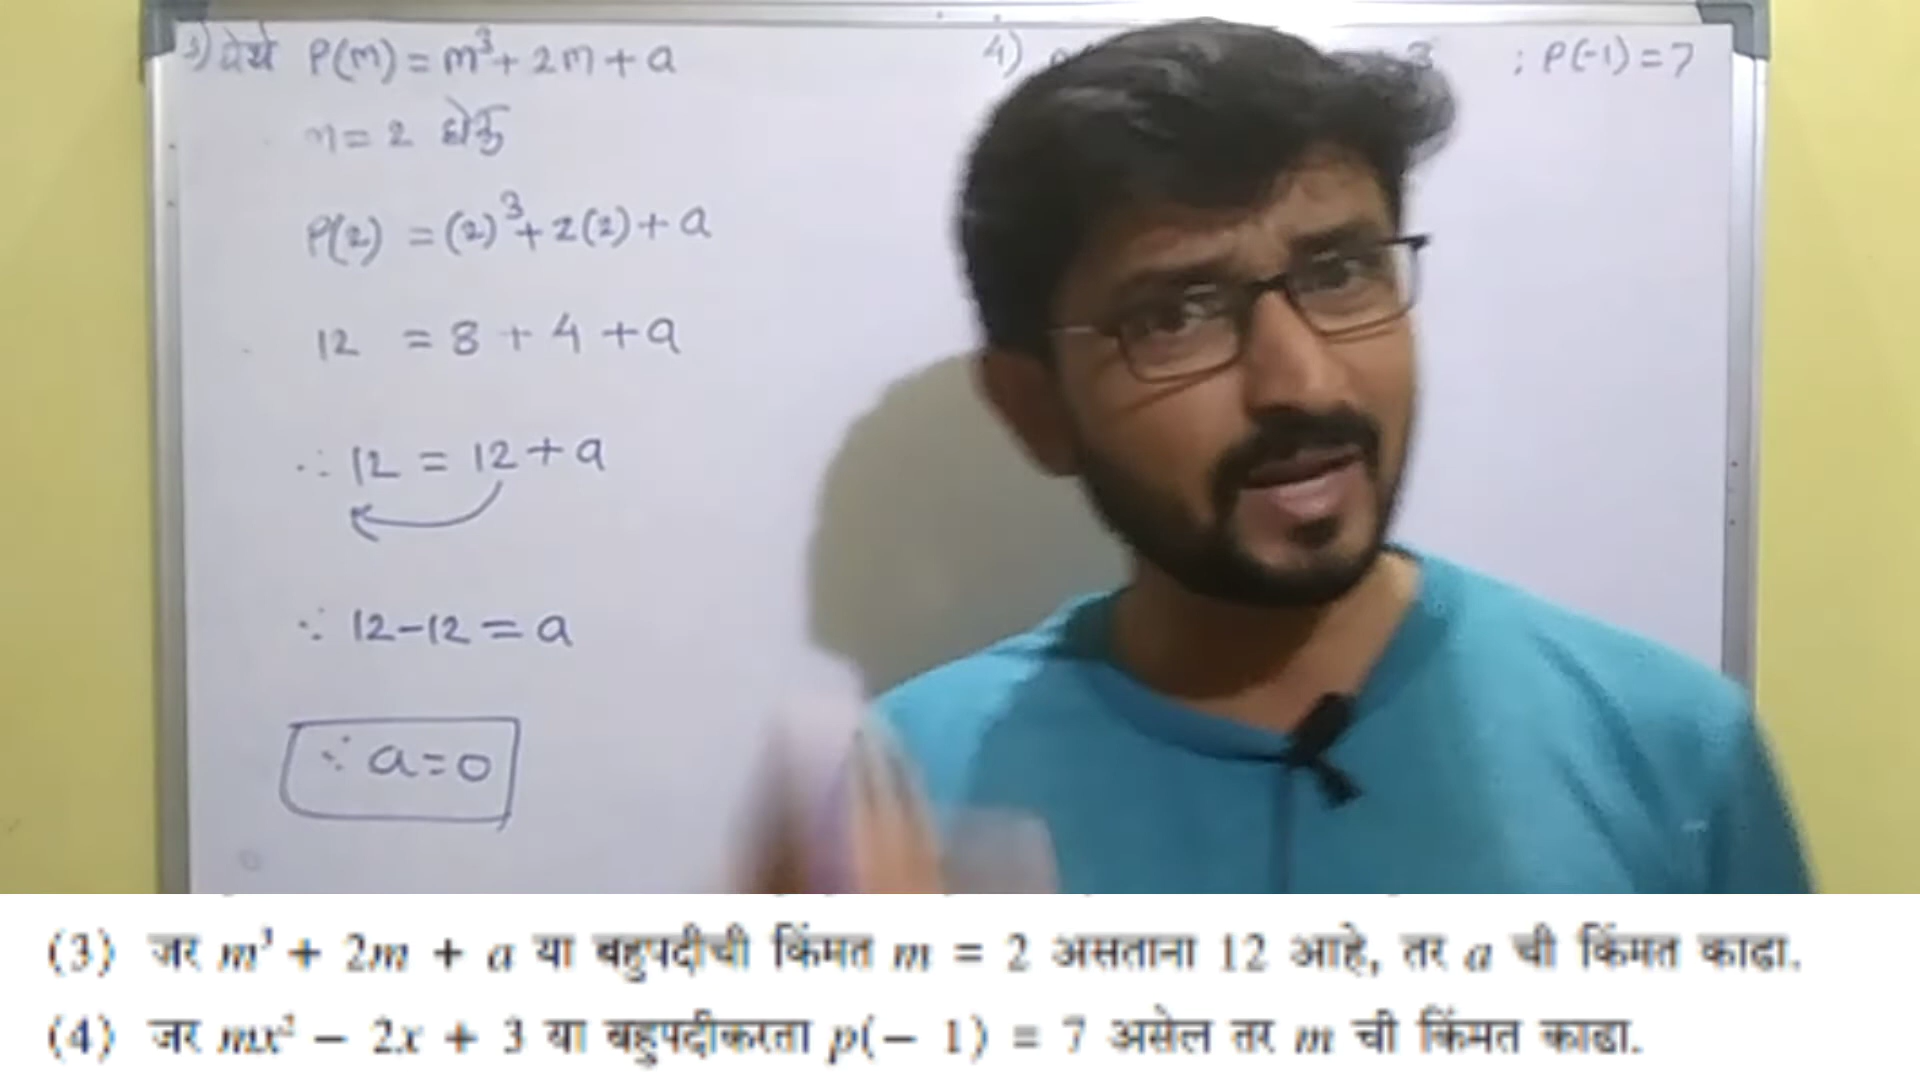 ३) येथे P(m) = m³ + 2m + a
m = 2 घेऊ
P(2) = (2)³ + 2(2) + a
12 = 8 + 4 + a
∴ 12 = 12 + a
∴ 12 - 12 = a
∴ a = 0
4) 3 ; P(-1) = 7
(3) जर m³ + 2m + a या बहुपदीची किंमत m = 2 असताना 12 आहे, तर a ची किंमत काढा.
(4) जर mx² − 2x + 3 या बहुपदीकरता p(− 1) = 7 असेल तर m ची किंमत काढा.